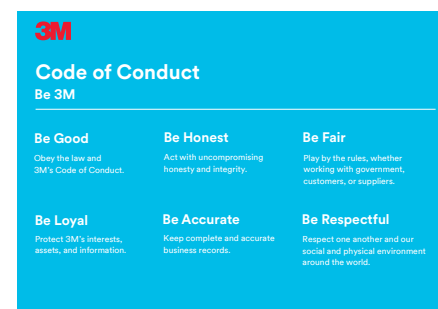 3M
Code of Conduct
Be 3M
Be Good
Obey the law and
3M's Code of Conduct.
Be Honest
Act with uncompromising
honesty and integrity.
Be Fair
Play by the rules, whether
working with government,
customers, or suppliers.
Be Loyal
Protect 3M's interests,
assets, and information.
Be Accurate
Keep complete and accurate
business records.
Be Respectful
Respect one another and our
social and physical environment
around the world.